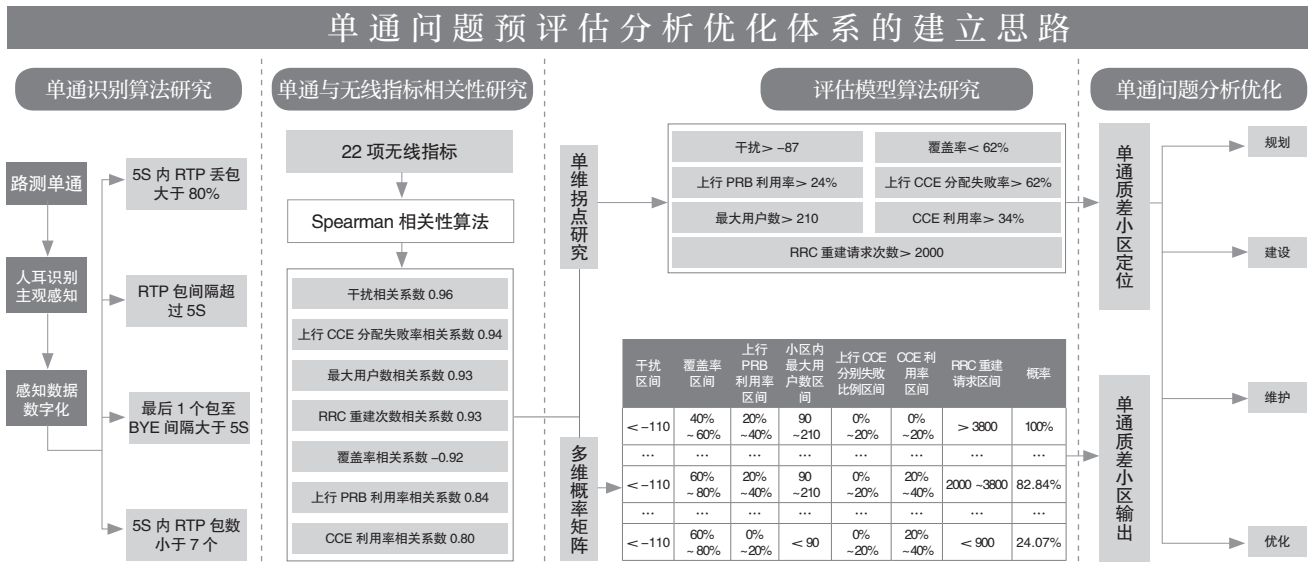 单通问题预评估分析优化体系的建立思路
单通识别算法研究
路测单通
人耳识别
主观感知
感知数据
数字化
5S 内 RTP 丢包
大于 80%
RTP 包间隔超
过 5S
最后 1 个包至
BYE 间隔大于 5S
5S 内 RTP 包数
小于 7 个
单通与无线指标相关性研究
22 项无线指标
Spearman 相关性算法
干扰相关系数 0.96
上行 CCE 分配失败率相关系数 0.94
最大用户数相关系数 0.93
RRC 重建次数相关系数 0.93
覆盖率相关系数 −0.92
上行 PRB 利用率相关系数 0.84
CCE 利用率相关系数 0.80
单维拐点研究
多维概率矩阵
评估模型算法研究
干扰＞ −87
覆盖率＜ 62%
上行 PRB 利用率＞ 24%
上行 CCE 分配失败率＞ 62%
最大用户数＞ 210
CCE 利用率＞ 34%
RRC 重建请求次数＞ 2000
干扰
区间
覆盖率
区间
上行
PRB
利用率
区间
小区内
最大用
户数区
间
上行 CCE
分别失败
比例区间
CCE 利
用率
区间
RRC 重建
请求区间
概率
＜ −110
40%
~ 60%
20%
~40%
90
~210
0%
~20%
0%
~20%
＞ 3800
100%
… … … … … … … …
＜ −110
60%
~ 80%
20%
~40%
90
~210
0%
~20%
20%
~40%
2000 ~3800
82.84%
… … … … … … … …
＜ −110
60%
~ 80%
0%
~20%
＜ 90
0%
~20%
20%
~40%
＜ 900
24.07%
单通问题分析优化
单通质差小区定位
单通质差小区输出
规划
建设
维护
优化